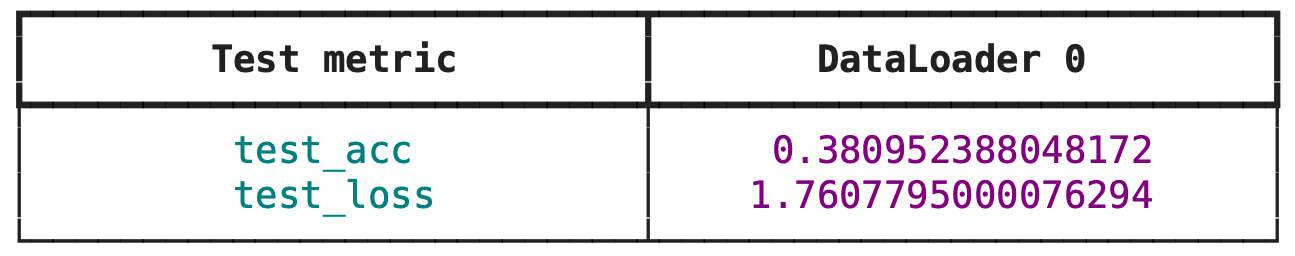 Test metric DataLoader 0
test_acc 0.380952388048172
test_loss 1.7607795000076294